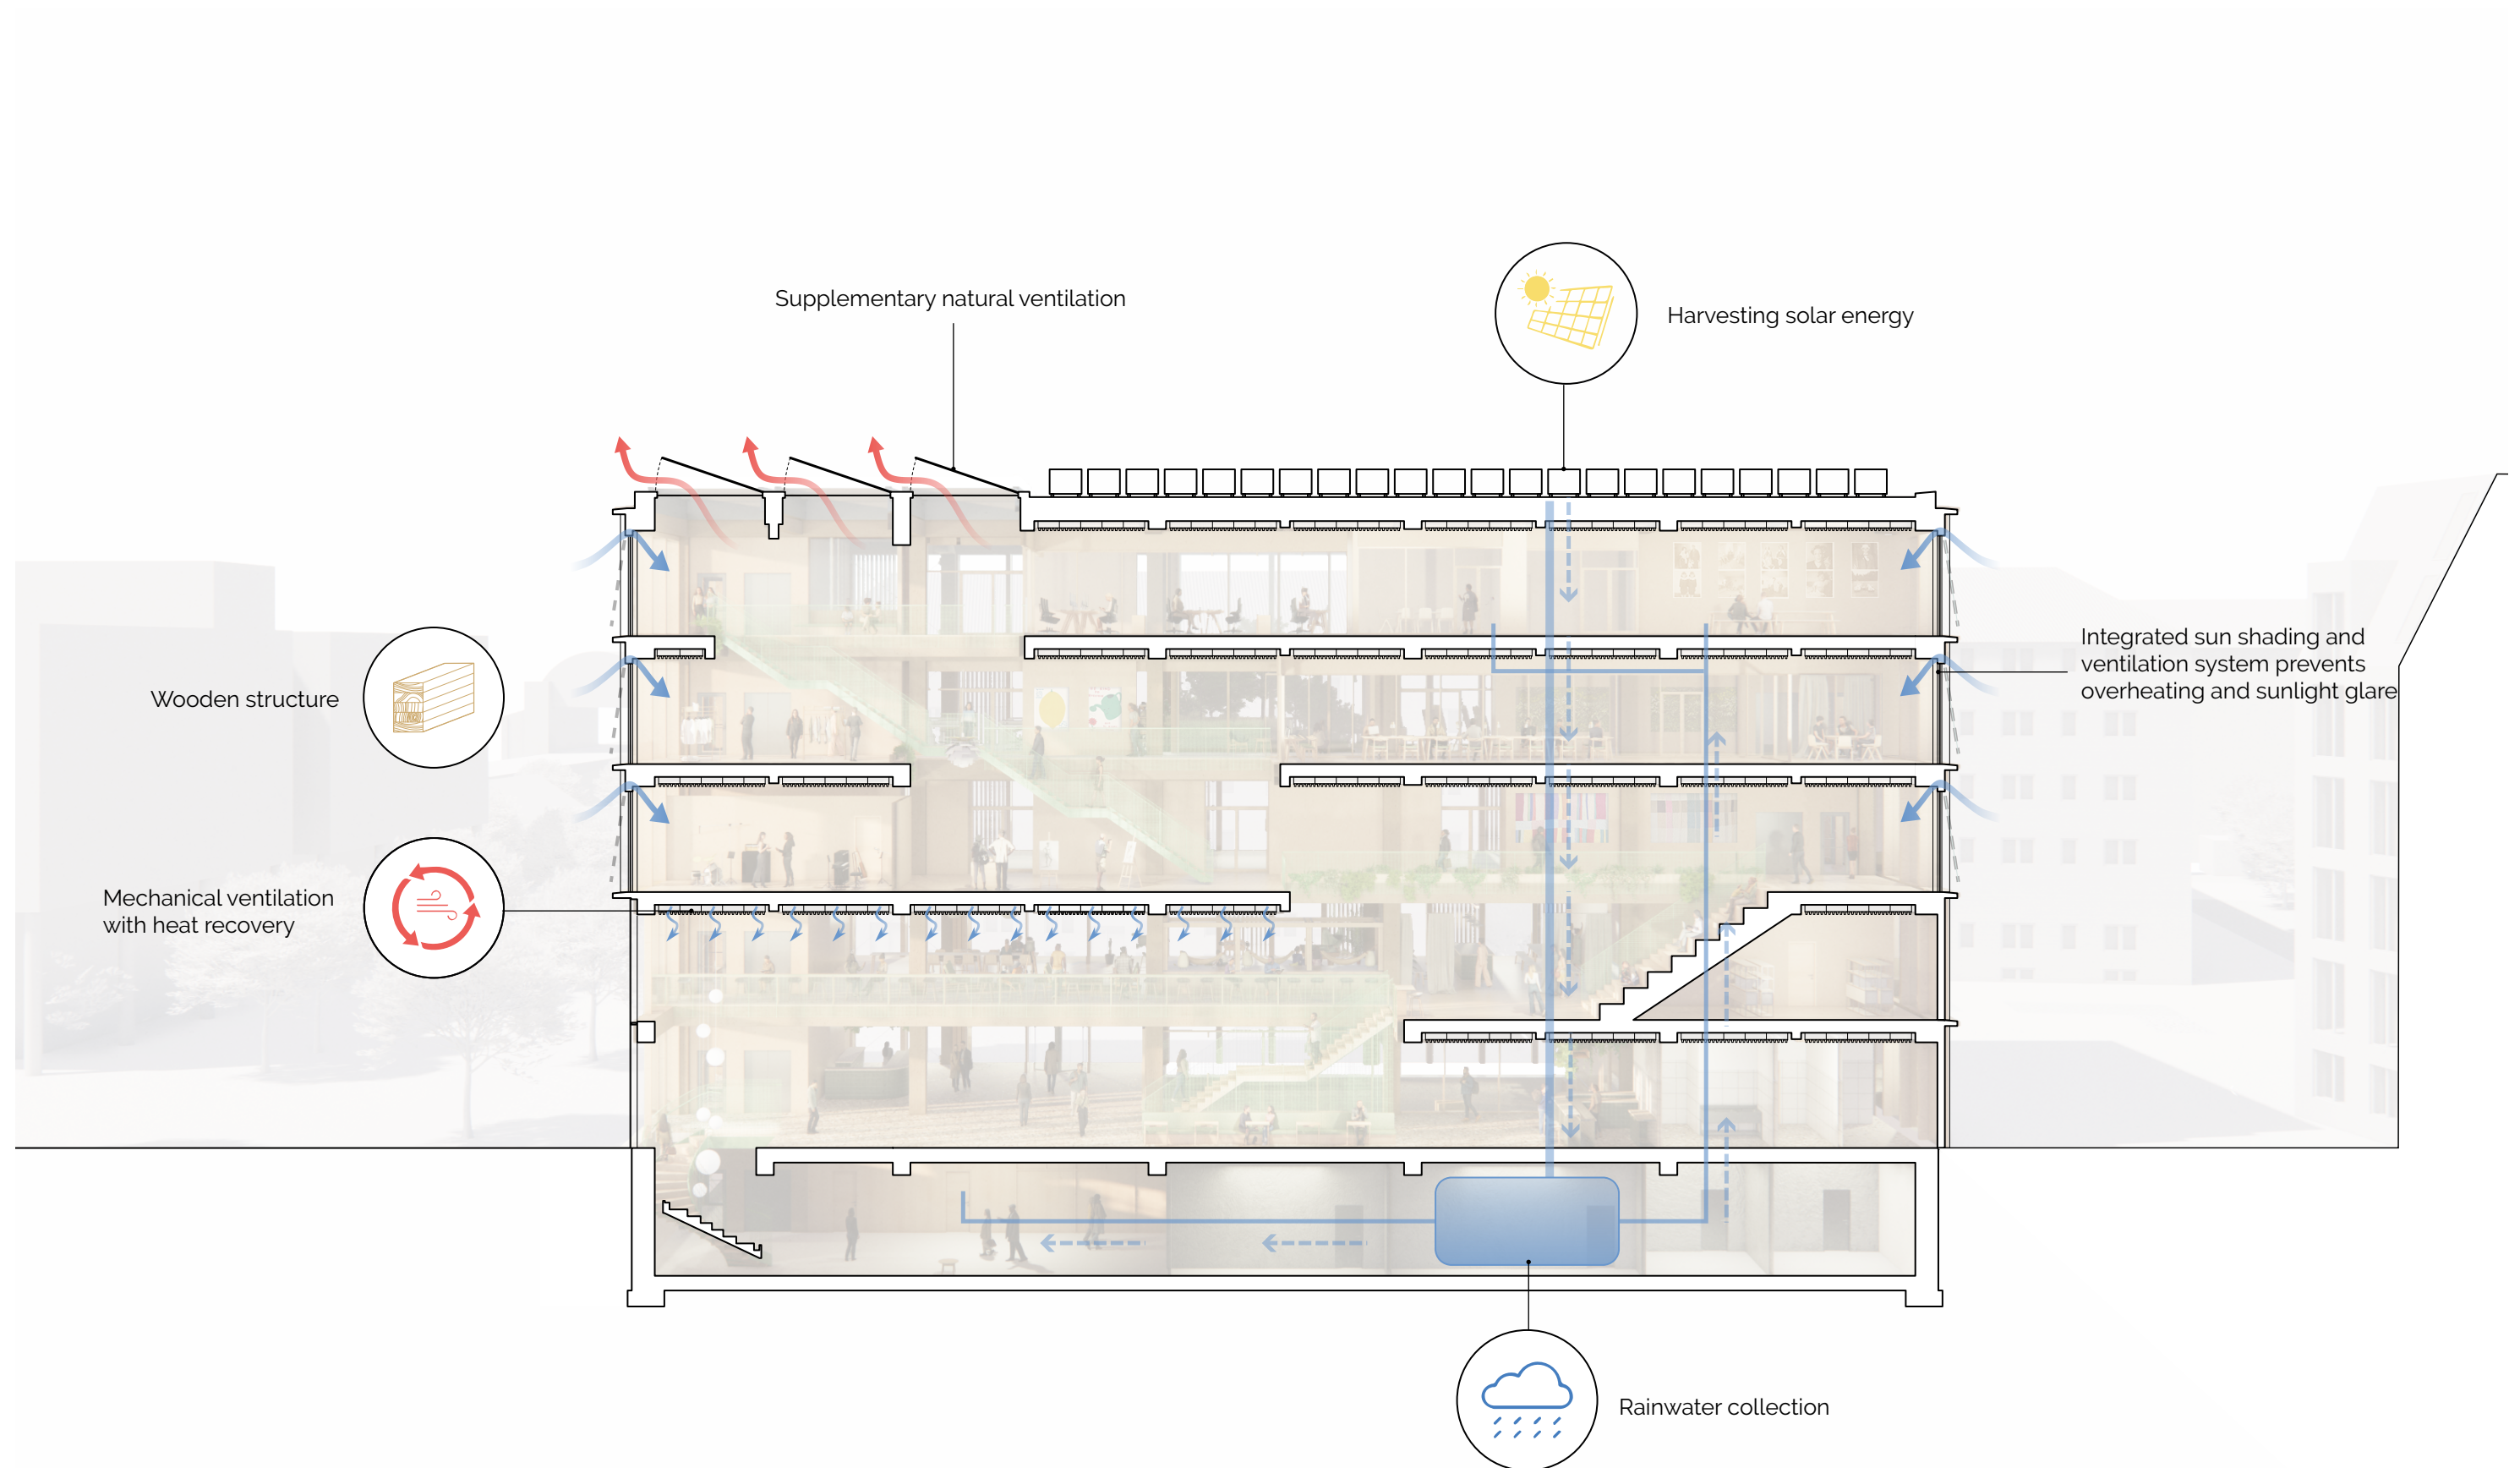 Supplementary natural ventilation
Harvesting solar energy
Wooden structure
Integrated sun shading and
ventilation system prevents
overheating and sunlight glare
Mechanical ventilation
with heat recovery
Rainwater collection